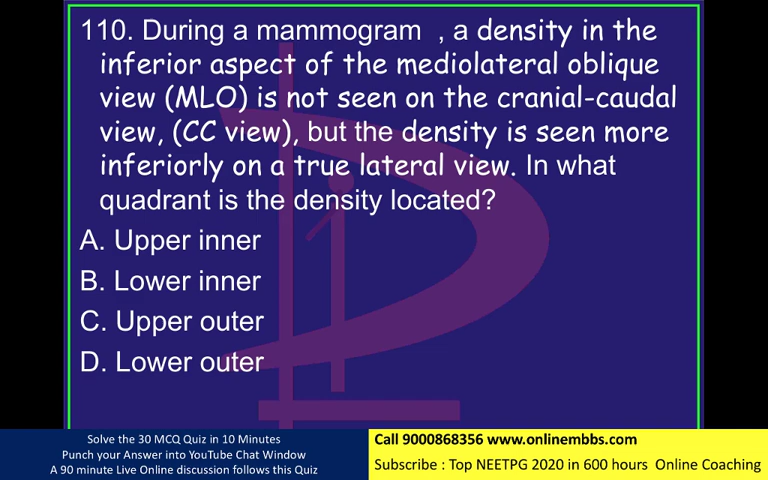 110. During a mammogram , a density in the
inferior aspect of the mediolateral oblique
view (MLO) is not seen on the cranial-caudal
view, (CC view), but the density is seen more
inferiorly on a true lateral view. In what
quadrant is the density located?
A. Upper inner
B. Lower inner
C. Upper outer
D. Lower outer
Solve the 30 MCQ Quiz in 10 Minutes
Punch your Answer into YouTube Chat Window
A 90 minute Live Online discussion follows this Quiz
Call 9000868356 www.onlinembbs.com
Subscribe : Top NEETPG 2020 in 600 hours Online Coaching